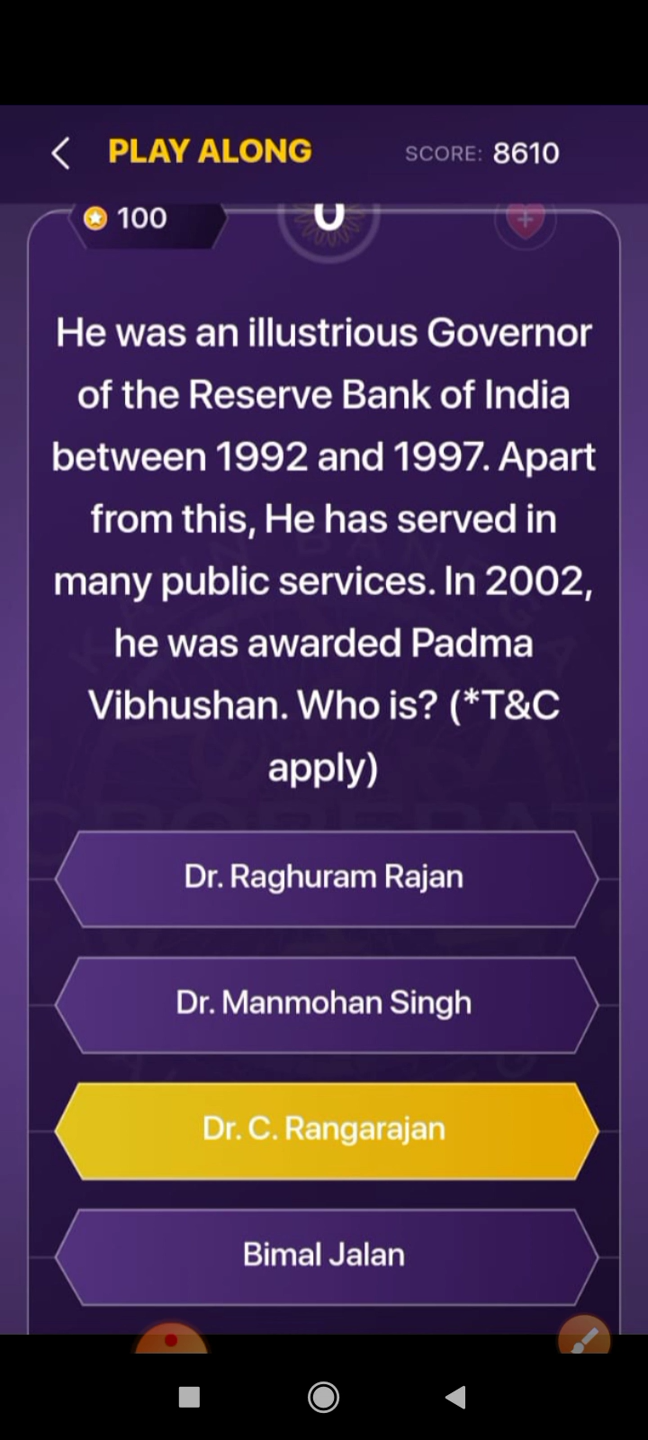 PLAY ALONG
SCORE: 8610
100
0
He was an illustrious Governor
of the Reserve Bank of India
between 1992 and 1997. Apart
from this, He has served in
many public services. In 2002,
he was awarded Padma
Vibhushan. Who is? (*T&C
apply)
Dr. Raghuram Rajan
Dr. Manmohan Singh
Dr. C. Rangarajan
Bimal Jalan